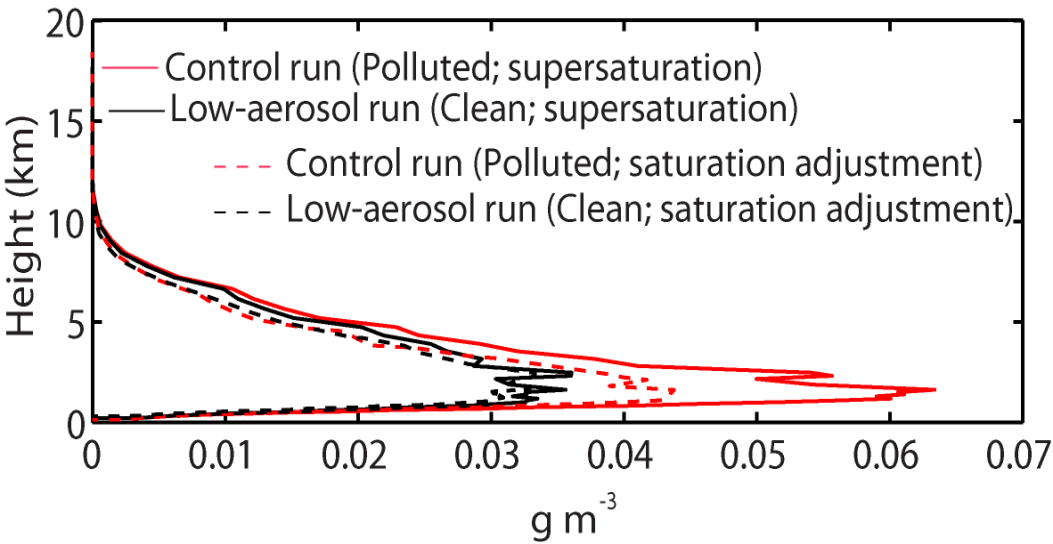 20
Control run (Polluted; supersaturation)
Low-aerosol run (Clean; supersaturation)
15
Control run (Polluted; saturation adjustment)
Low-aerosol run (Clean; saturation adjustment)
10
Height (km)
5
0
0 0.01 0.02 0.03 0.04 0.05 0.06 0.07
g m⁻³